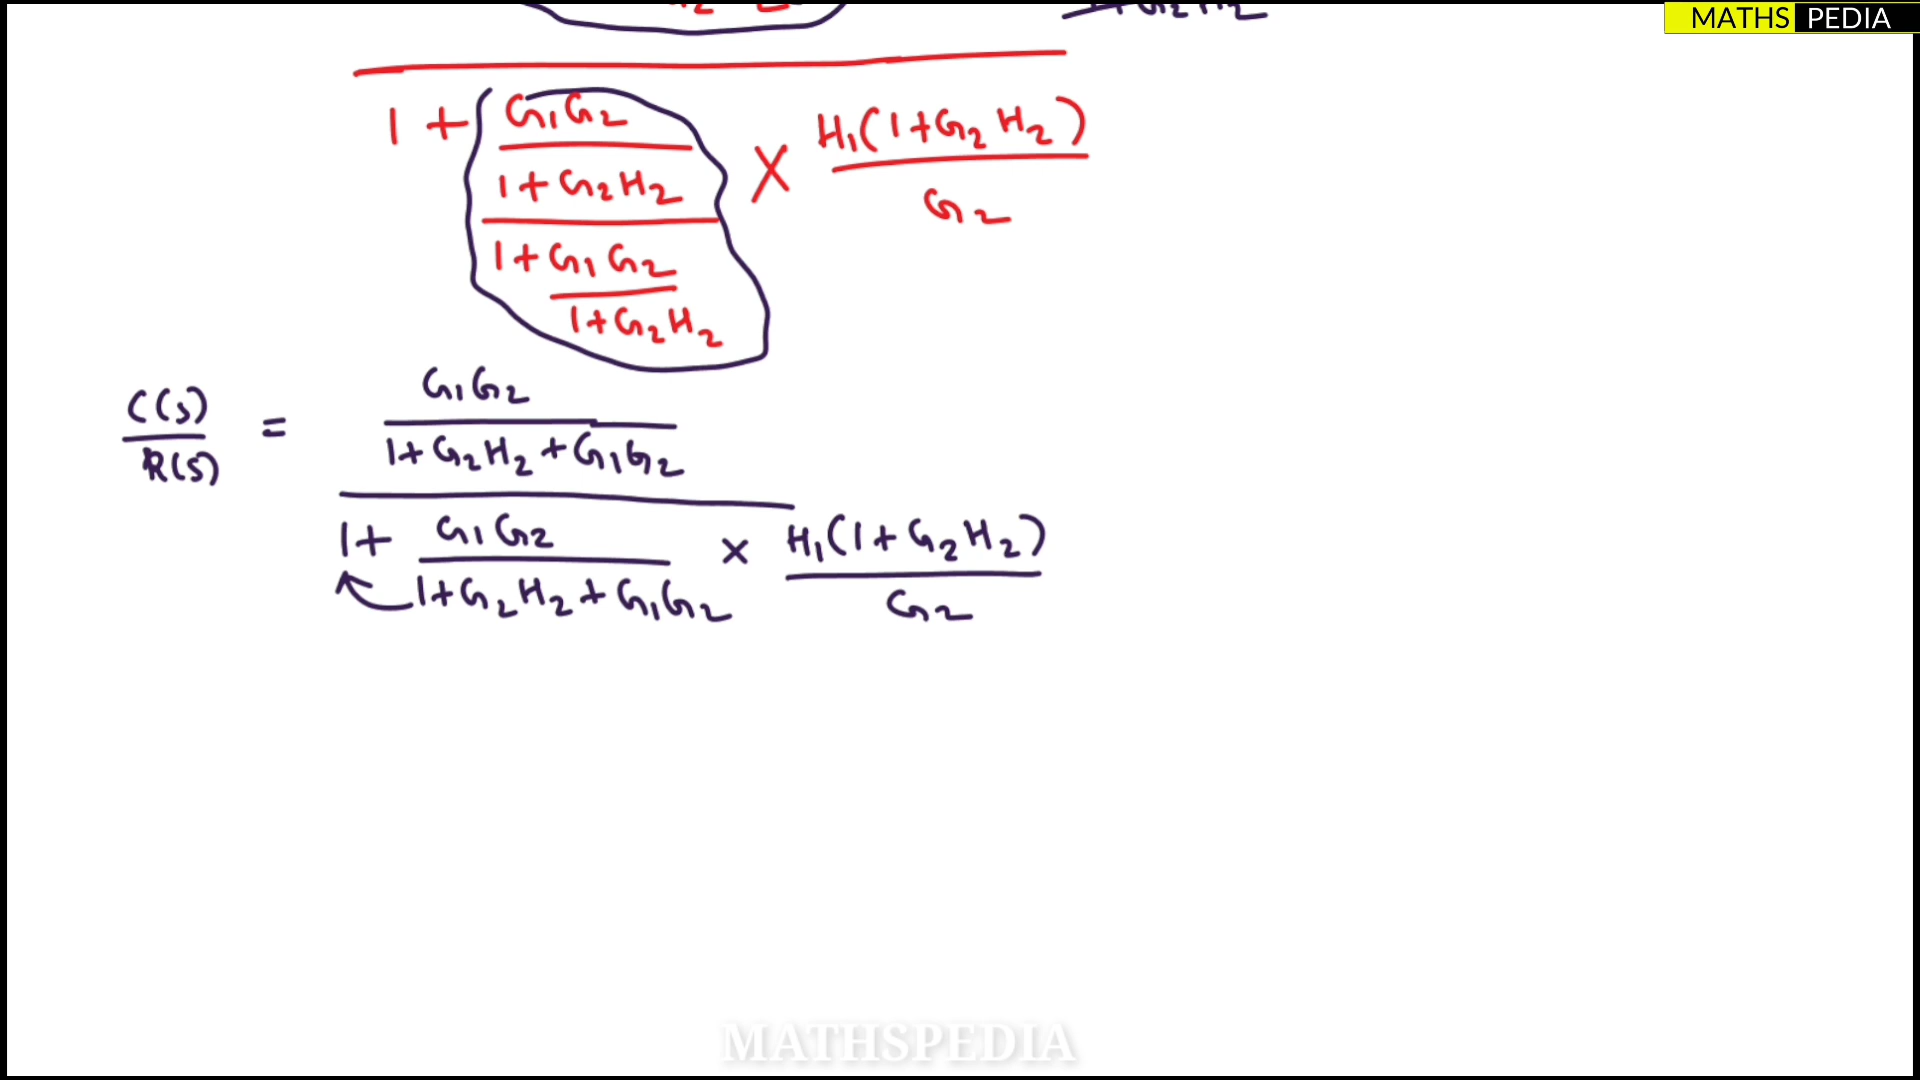 MATHS PEDIA
1 + G₁G₂ / 1+G₂H₂ / 1+G₁G₂ / 1+G₂H₂ × H₁(1+G₂H₂) / G₂
C(s) / R(s) = G₁G₂ / 1+G₂H₂+G₁G₂
1+ G₁G₂ / 1+G₂H₂+G₁G₂ × H₁(1+G₂H₂) / G₂
MATHSPEDIA